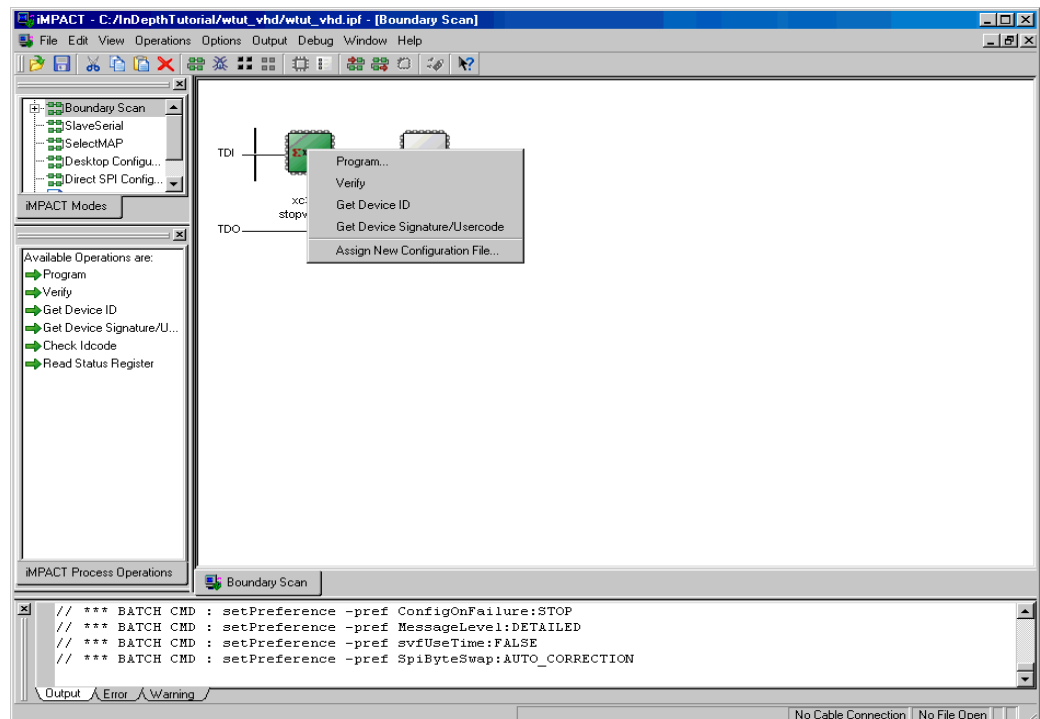 iMPACT - C:/InDepthTutorial/wtut_vhd/wtut_vhd.ipf - [Boundary Scan]
File Edit View Operations Options Output Debug Window Help
Boundary Scan
SlaveSerial
SelectMAP
Desktop Configu...
Direct SPI Config...
iMPACT Modes
Available Operations are:
Program
Verify
Get Device ID
Get Device Signature/U...
Check Idcode
Read Status Register
iMPACT Process Operations
TDI
TDO
Program...
Verify
Get Device ID
Get Device Signature/Usercode
Assign New Configuration File...
Boundary Scan
// *** BATCH CMD : setPreference -pref ConfigOnFailure:STOP
// *** BATCH CMD : setPreference -pref MessageLevel:DETAILED
// *** BATCH CMD : setPreference -pref svfUseTime:FALSE
// *** BATCH CMD : setPreference -pref SpiByteSwap:AUTO_CORRECTION
Output Error Warning
No Cable Connection No File Open